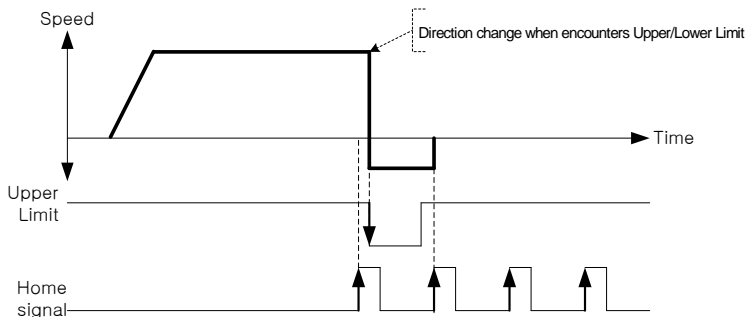 Speed
Direction change when encounters Upper/Lower Limit
Time
Upper
Limit
Home
signal